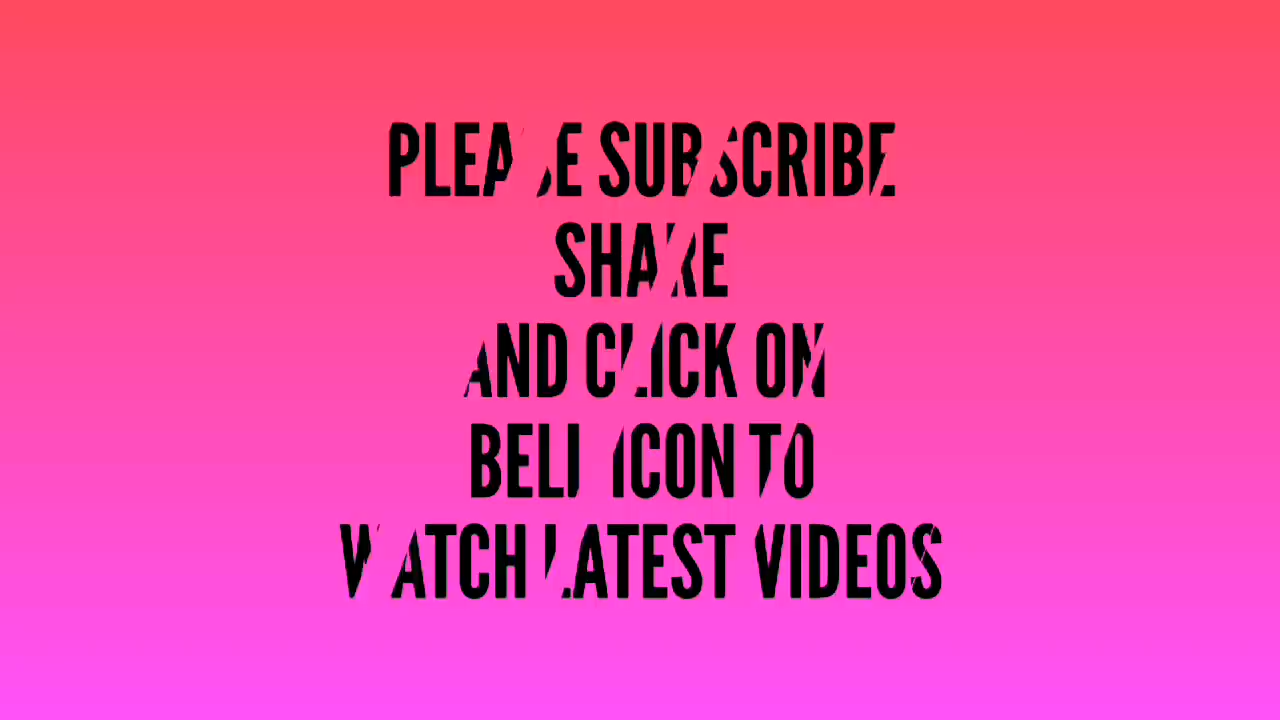 PLEASE SUBSCRIBE
SHARE
AND CLICK ON
BELL ICON TO
WATCH LATEST VIDEOS